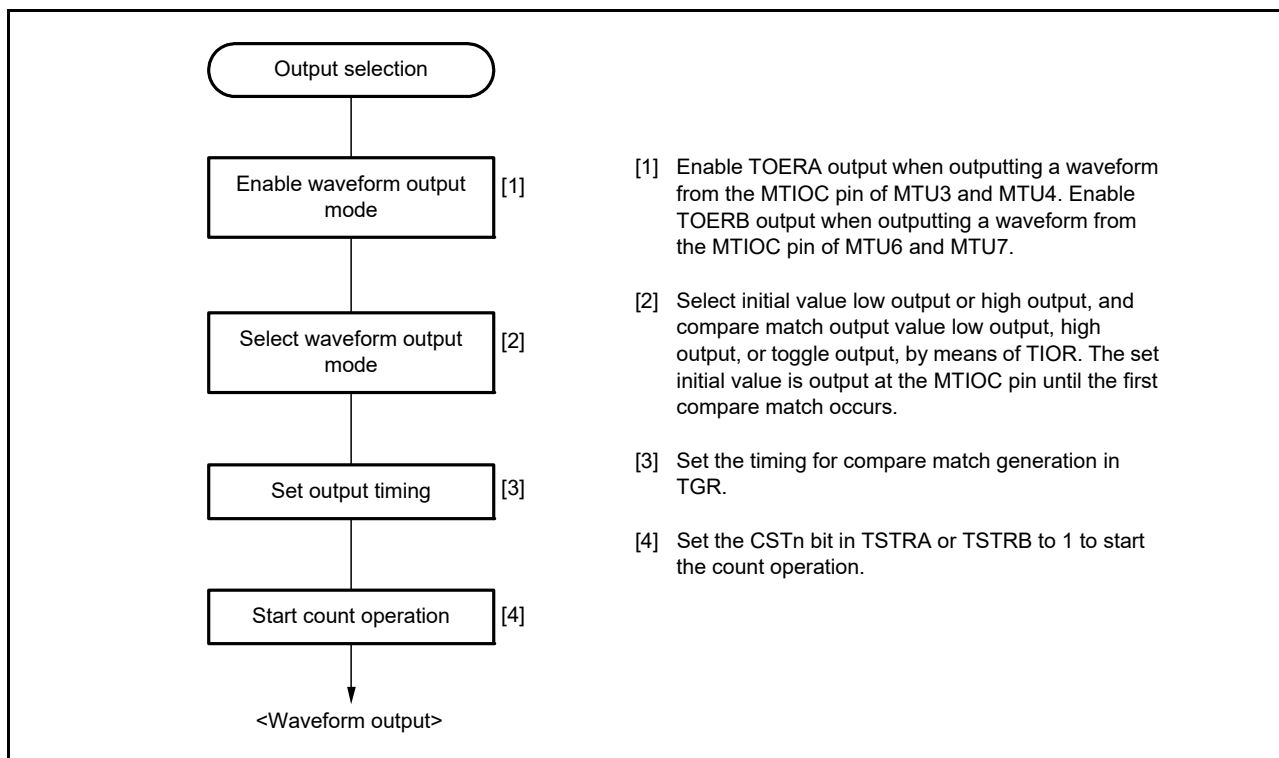 Output selection
Enable waveform output
mode
[1]
Select waveform output
mode
[2]
Set output timing
[3]
Start count operation
[4]
<Waveform output>
[1] Enable TOERA output when outputting a waveform
from the MTIOC pin of MTU3 and MTU4. Enable
TOERB output when outputting a waveform from
the MTIOC pin of MTU6 and MTU7.
[2] Select initial value low output or high output, and
compare match output value low output, high
output, or toggle output, by means of TIOR. The set
initial value is output at the MTIOC pin until the first
compare match occurs.
[3] Set the timing for compare match generation in
TGR.
[4] Set the CSTn bit in TSTRA or TSTRB to 1 to start
the count operation.